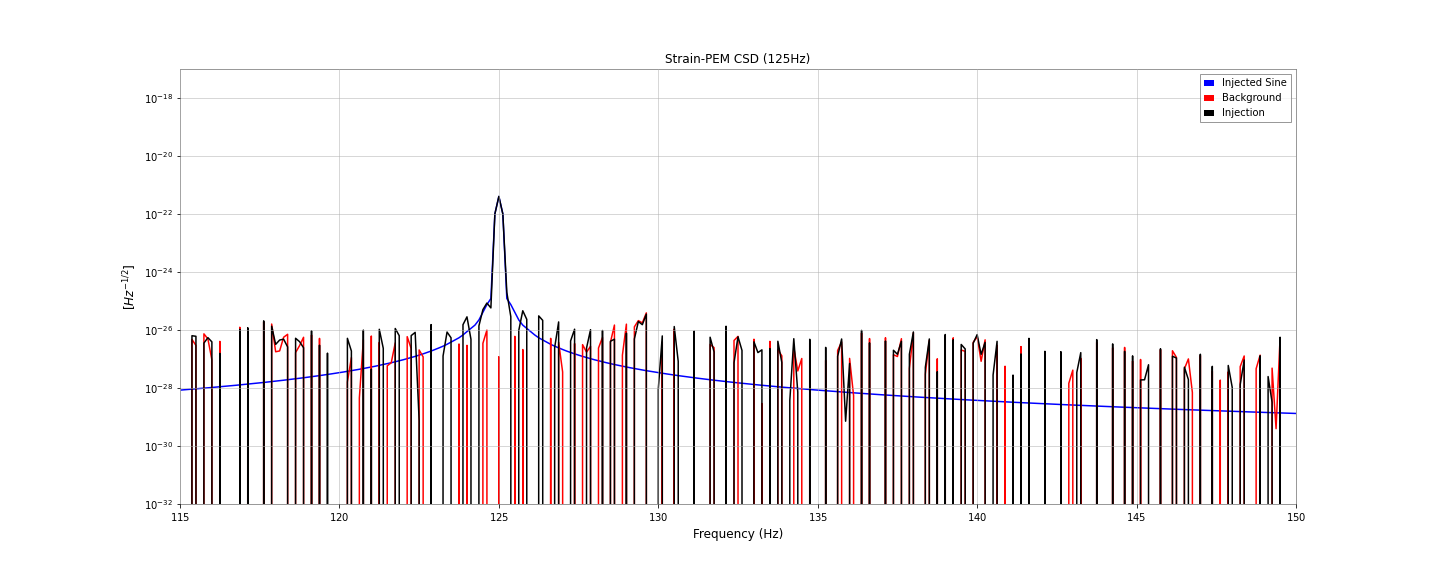 Strain-PEM CSD (125Hz)
Injected Sine
Background
Injection
[Hz^{-1/2}]
10^{-18}
10^{-20}
10^{-22}
10^{-24}
10^{-26}
10^{-28}
10^{-30}
10^{-32}
115 120 125 130 135 140 145 150
Frequency (Hz)